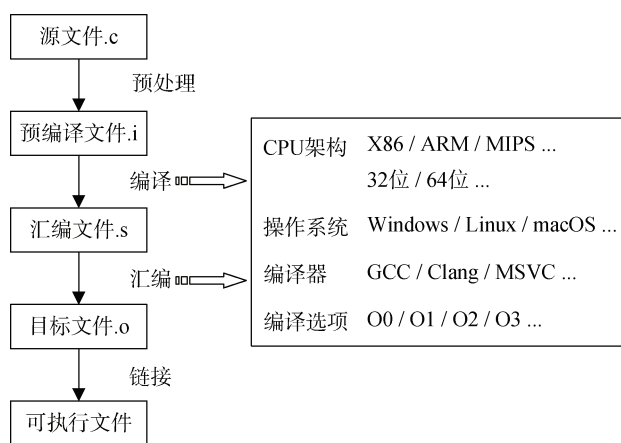 源文件.c
预处理
预编译文件.i
编译
汇编文件.s
汇编
目标文件.o
链接
可执行文件
CPU架构 X86 / ARM / MIPS ...
32位 / 64位 ...
操作系统 Windows / Linux / macOS ...
编译器 GCC / Clang / MSVC ...
编译选项 O0 / O1 / O2 / O3 ...